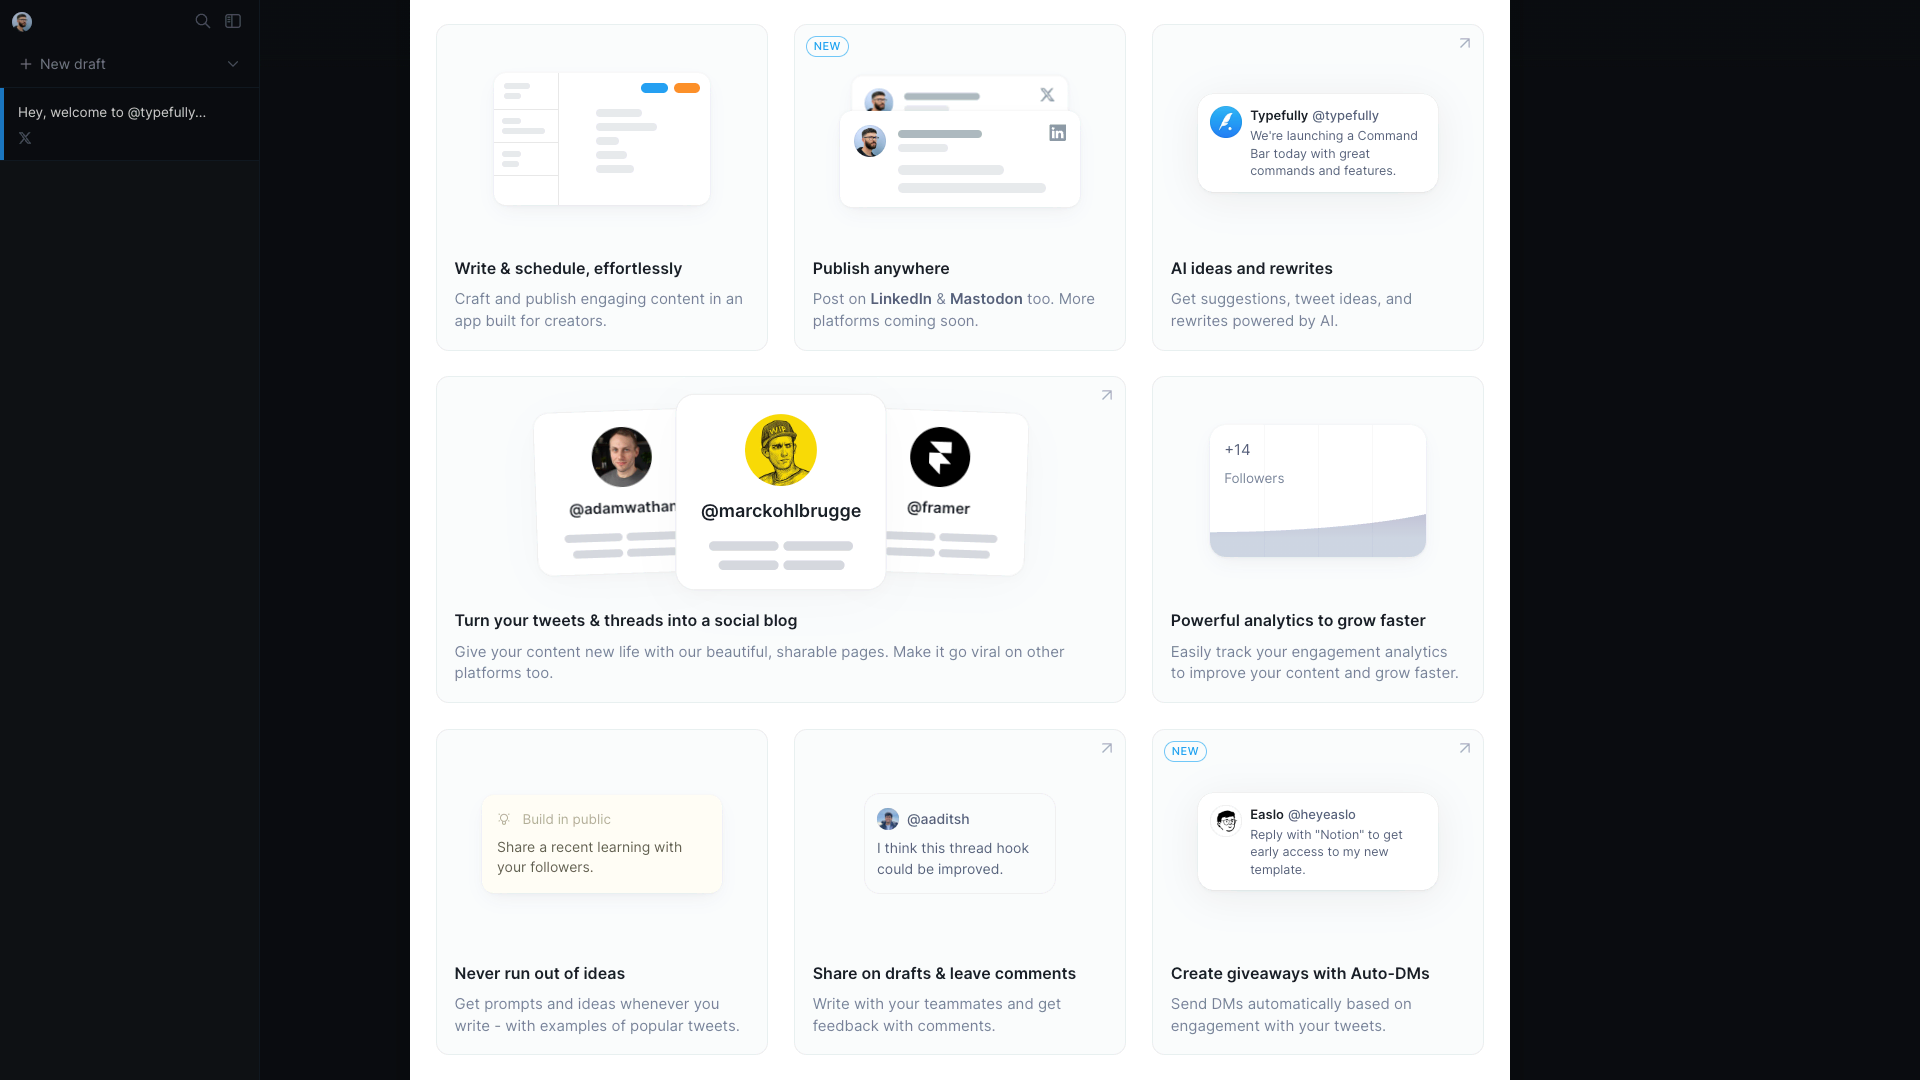 New draft
Hey, welcome to @typefully...
Write & schedule, effortlessly
Craft and publish engaging content in an
app built for creators.
NEW
Publish anywhere
Post on LinkedIn & Mastodon too. More
platforms coming soon.
Typefully @typefully
We're launching a Command
Bar today with great
commands and features.
AI ideas and rewrites
Get suggestions, tweet ideas, and
rewrites powered by AI.
@adamwathan
WIP
@marckohlbrugge
@framer
Turn your tweets & threads into a social blog
Give your content new life with our beautiful, sharable pages. Make it go viral on other
platforms too.
+14
Followers
Powerful analytics to grow faster
Easily track your engagement analytics
to improve your content and grow faster.
Build in public
Share a recent learning with
your followers.
Never run out of ideas
Get prompts and ideas whenever you
write - with examples of popular tweets.
@aaditsh
I think this thread hook
could be improved.
Share on drafts & leave comments
Write with your teammates and get
feedback with comments.
NEW
Easlo @heyeaslo
Reply with "Notion" to get
early access to my new
template.
Create giveaways with Auto-DMs
Send DMs automatically based on
engagement with your tweets.